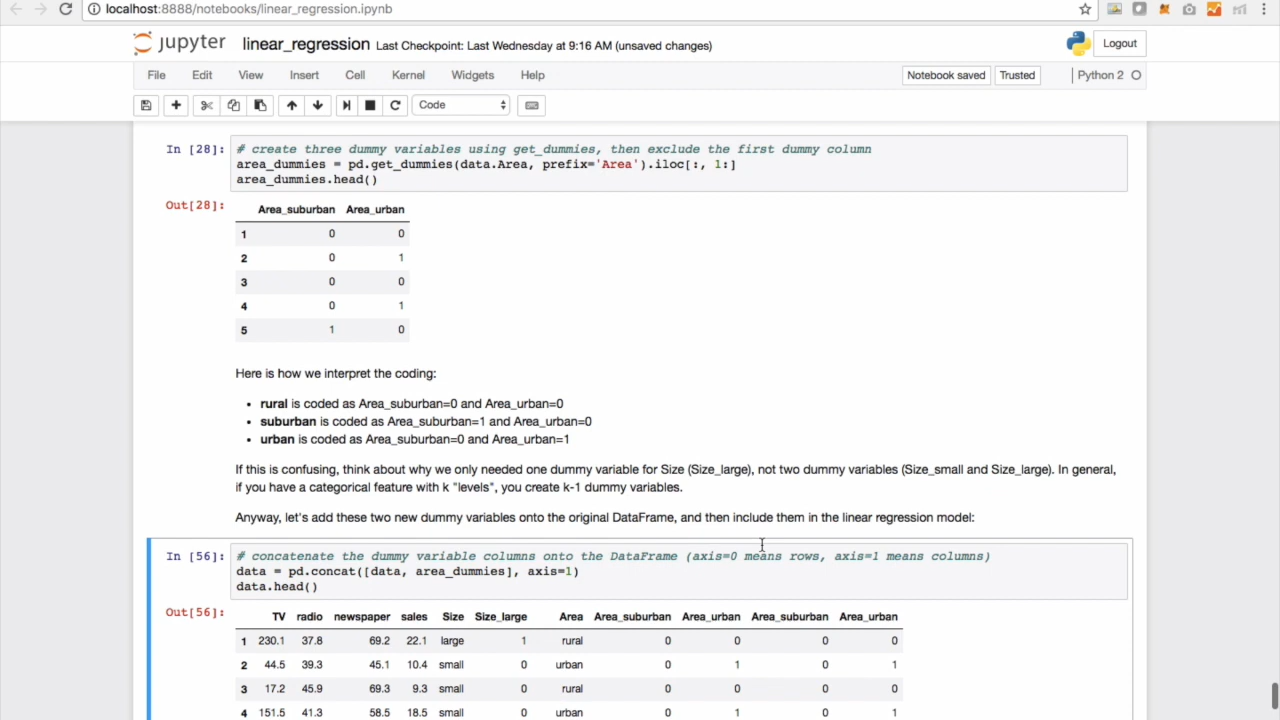 localhost:8888/notebooks/linear_regression.ipynb
jupyter linear_regression Last Checkpoint: Last Wednesday at 9:16 AM (unsaved changes) Logout
File Edit View Insert Cell Kernel Widgets Help Notebook saved Trusted Python 2
Code
In [28]: # create three dummy variables using get_dummies, then exclude the first dummy column
area_dummies = pd.get_dummies(data.Area, prefix='Area').iloc[:, 1:]
area_dummies.head()
Out[28]:
Area_suburban Area_urban
1 0 0
2 0 1
3 0 0
4 0 1
5 1 0
Here is how we interpret the coding:
• rural is coded as Area_suburban=0 and Area_urban=0
• suburban is coded as Area_suburban=1 and Area_urban=0
• urban is coded as Area_suburban=0 and Area_urban=1
If this is confusing, think about why we only needed one dummy variable for Size (Size_large), not two dummy variables (Size_small and Size_large). In general,
if you have a categorical feature with k "levels", you create k-1 dummy variables.
Anyway, let's add these two new dummy variables onto the original DataFrame, and then include them in the linear regression model:
In [56]: # concatenate the dummy variable columns onto the DataFrame (axis=0 means rows, axis=1 means columns)
data = pd.concat([data, area_dummies], axis=1)
data.head()
Out[56]:
TV radio newspaper sales Size Size_large Area Area_suburban Area_urban Area_suburban Area_urban
1 230.1 37.8 69.2 22.1 large 1 rural 0 0 0 0
2 44.5 39.3 45.1 10.4 small 0 urban 0 1 0 1
3 17.2 45.9 69.3 9.3 small 0 rural 0 0 0 0
4 151.5 41.3 58.5 18.5 small 0 urban 0 1 0 1